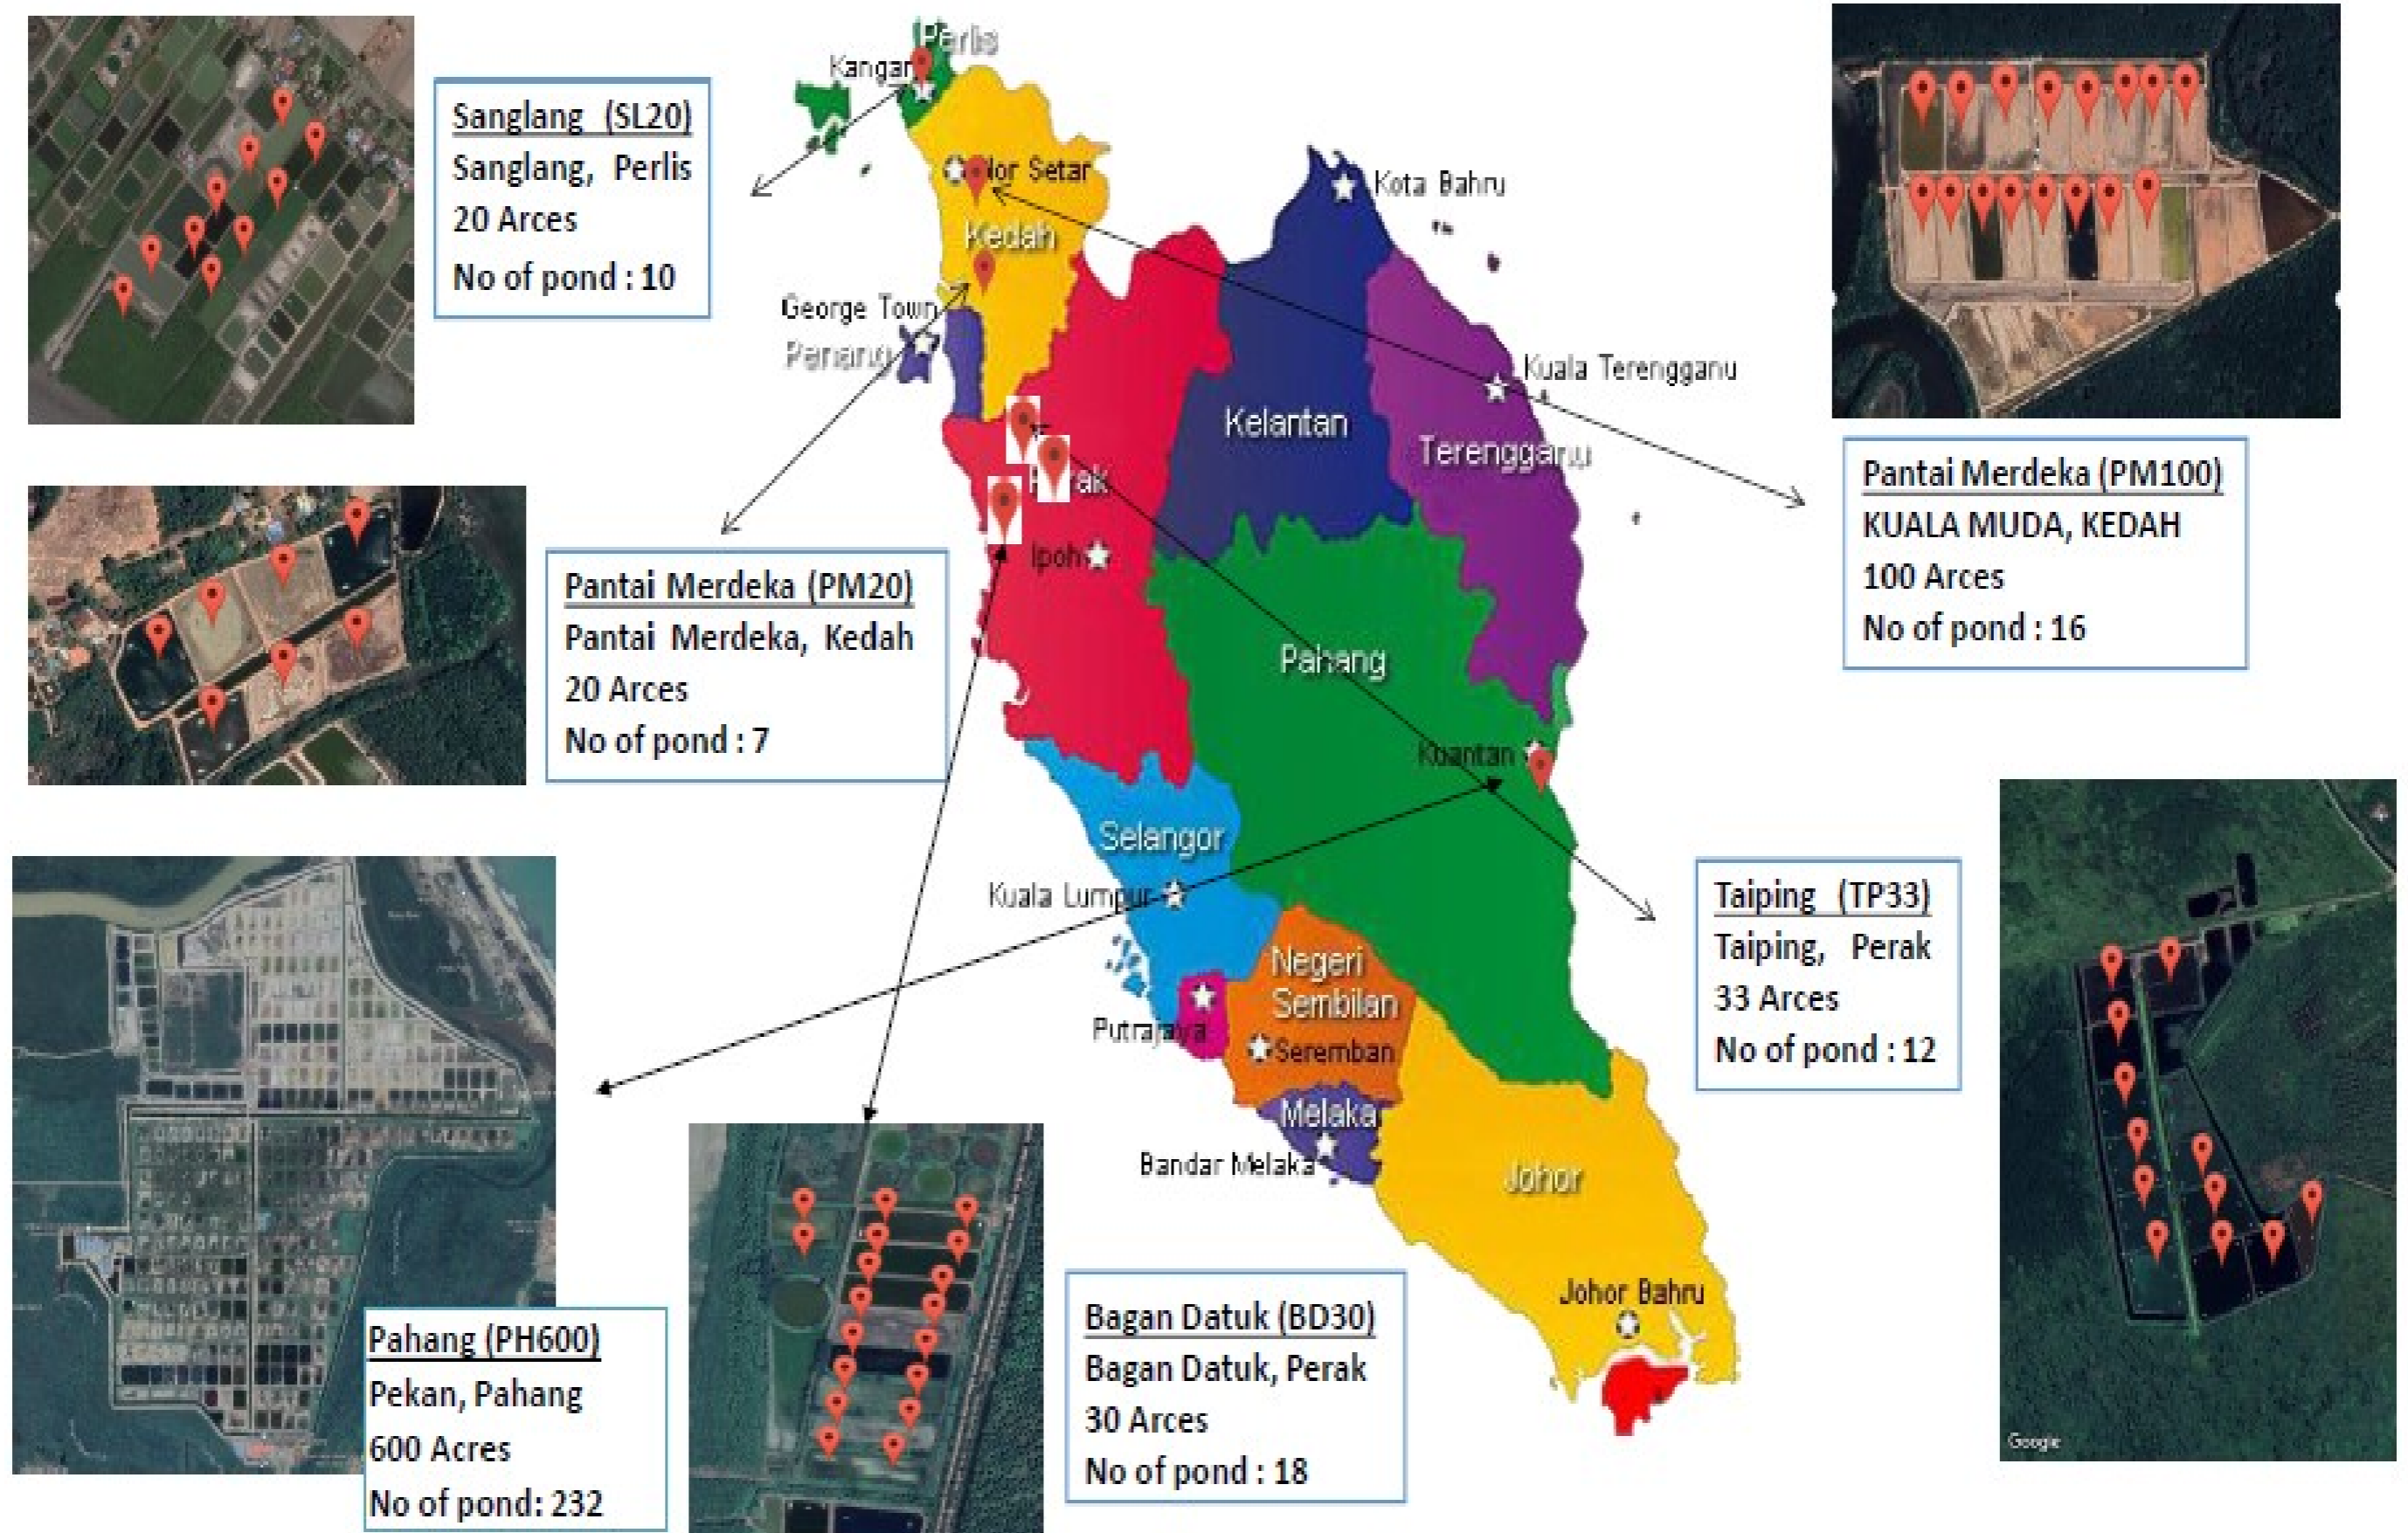 Sanglang (SL20)
Sanglang, Perlis
20 Arces
No of pond : 10
Pantai Merdeka (PM20)
Pantai Merdeka, Kedah
20 Arces
No of pond : 7
Pahang (PH600)
Pekan, Pahang
600 Acres
No of pond: 232
Bagan Datuk (BD30)
Bagan Datuk, Perak
30 Arces
No of pond : 18
Perlis
Kangar
Alor Setar
Kedah
George Town
Penang
Perak
Ipoh
Kota Bahru
Kelantan
Kuala Terengganu
Terengganu
Pahang
Kuantan
Selangor
Kuala Lumpur
Putrajaya
Negeri
Sembilan
Seremban
Melaka
Bandar Melaka
Johor
Johor Bahru
Pantai Merdeka (PM100)
KUALA MUDA, KEDAH
100 Arces
No of pond : 16
Taiping (TP33)
Taiping, Perak
33 Arces
No of pond : 12
Google